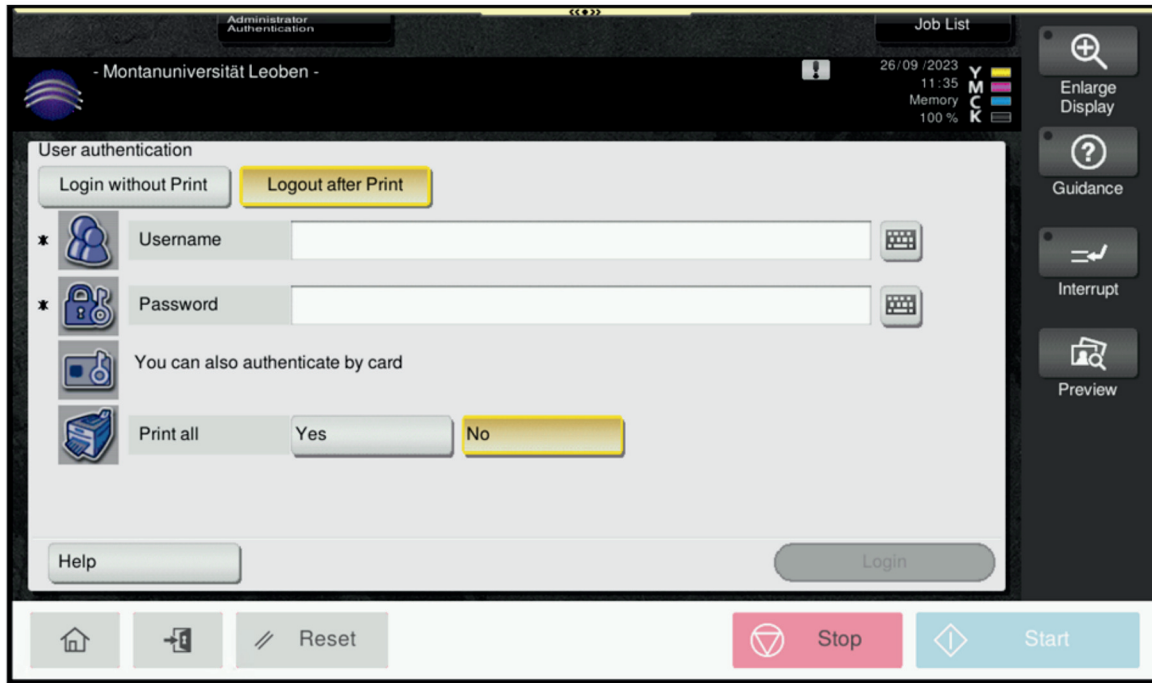 Administrator
Authentication
Job List
- Montanuniversität Leoben -
26/09 /2023
11:35
Memory
100 %
Y
M
C
K
Enlarge
Display
User authentication
Login without Print
Logout after Print
Guidance
* Username
* Password
Interrupt
You can also authenticate by card
Preview
Print all
Yes
No
Help
Login
Reset
Stop
Start